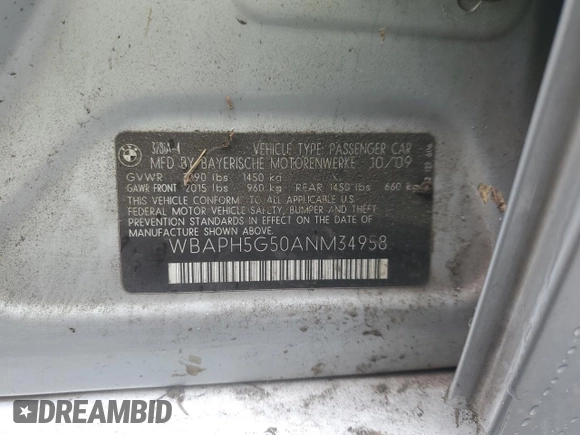 BMW
VEHICLE TYPE: PASSENGER CAR
MFD BY BAYERISCHE MOTORENWERKE 10/09
GVWR lbs 1450 kg
GAWR FRONT 2015 lbs 960 kg REAR 1450 lbs 660 kg
THIS VEHICLE CONFORMS TO ALL APPLICABLE
FEDERAL MOTOR VEHICLE SAFETY, BUMPER AND THEFT
PREVENTION STANDARDS IN EFFECT ON THE DATE
OF MANUFACTURE SHOWN ABOVE.
WBAPH5G50ANM34958
DREAMBID